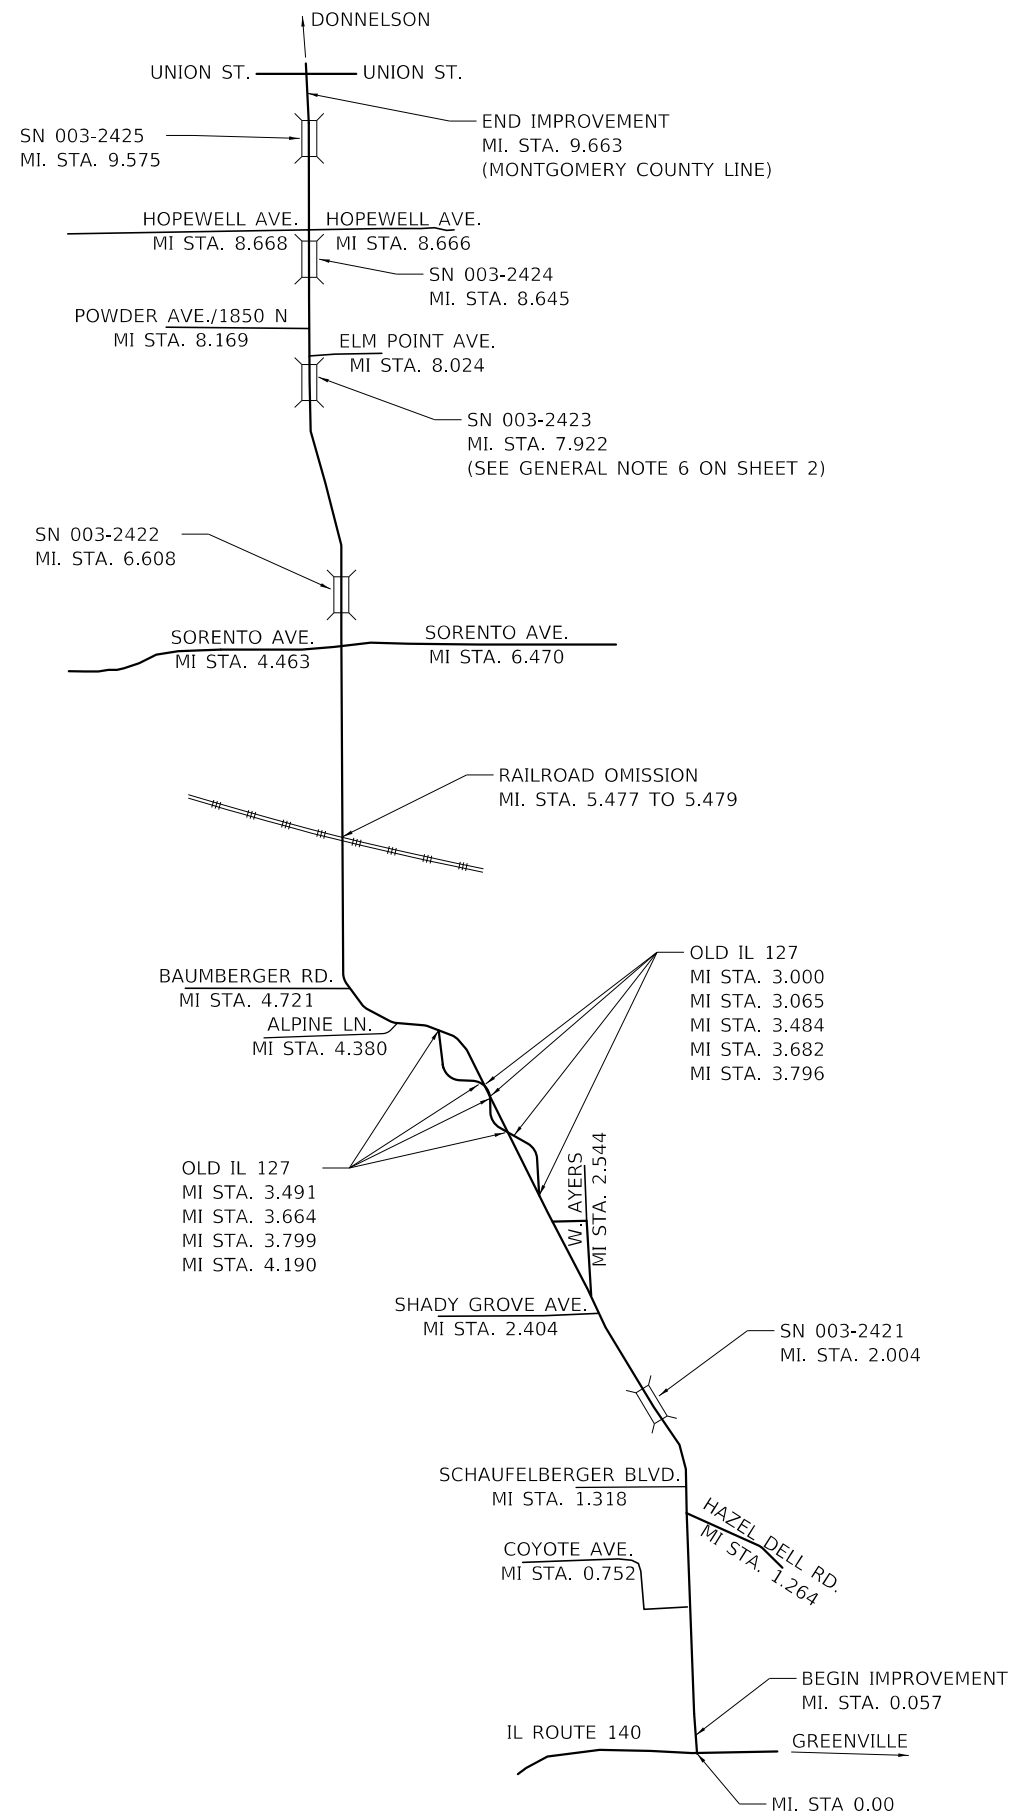 DONNELSON
UNION ST.
UNION ST.
END IMPROVEMENT
MI. STA. 9.663
(MONTGOMERY COUNTY LINE)
SN 003-2425
MI. STA. 9.575
HOPEWELL AVE.
MI STA. 8.668
HOPEWELL AVE.
MI STA. 8.666
SN 003-2424
MI. STA. 8.645
POWDER AVE./1850 N
MI STA. 8.169
ELM POINT AVE.
MI STA. 8.024
SN 003-2423
MI. STA. 7.922
(SEE GENERAL NOTE 6 ON SHEET 2)
SN 003-2422
MI. STA. 6.608
SORENTO AVE.
MI STA. 4.463
SORENTO AVE.
MI STA. 6.470
RAILROAD OMISSION
MI. STA. 5.477 TO 5.479
OLD IL 127
MI STA. 3.000
MI STA. 3.065
MI STA. 3.484
MI STA. 3.682
MI STA. 3.796
BAUMBERGER RD.
MI STA. 4.721
ALPINE LN.
MI STA. 4.380
OLD IL 127
MI STA. 3.491
MI STA. 3.664
MI STA. 3.799
MI STA. 4.190
W. AYERS
MI STA. 2.544
SHADY GROVE AVE.
MI STA. 2.404
SN 003-2421
MI. STA. 2.004
SCHAUFELBERGER BLVD.
MI STA. 1.318
HAZEL DELL RD.
MI STA. 1.264
COYOTE AVE.
MI STA. 0.752
BEGIN IMPROVEMENT
MI. STA. 0.057
IL ROUTE 140
GREENVILLE
MI. STA 0.00